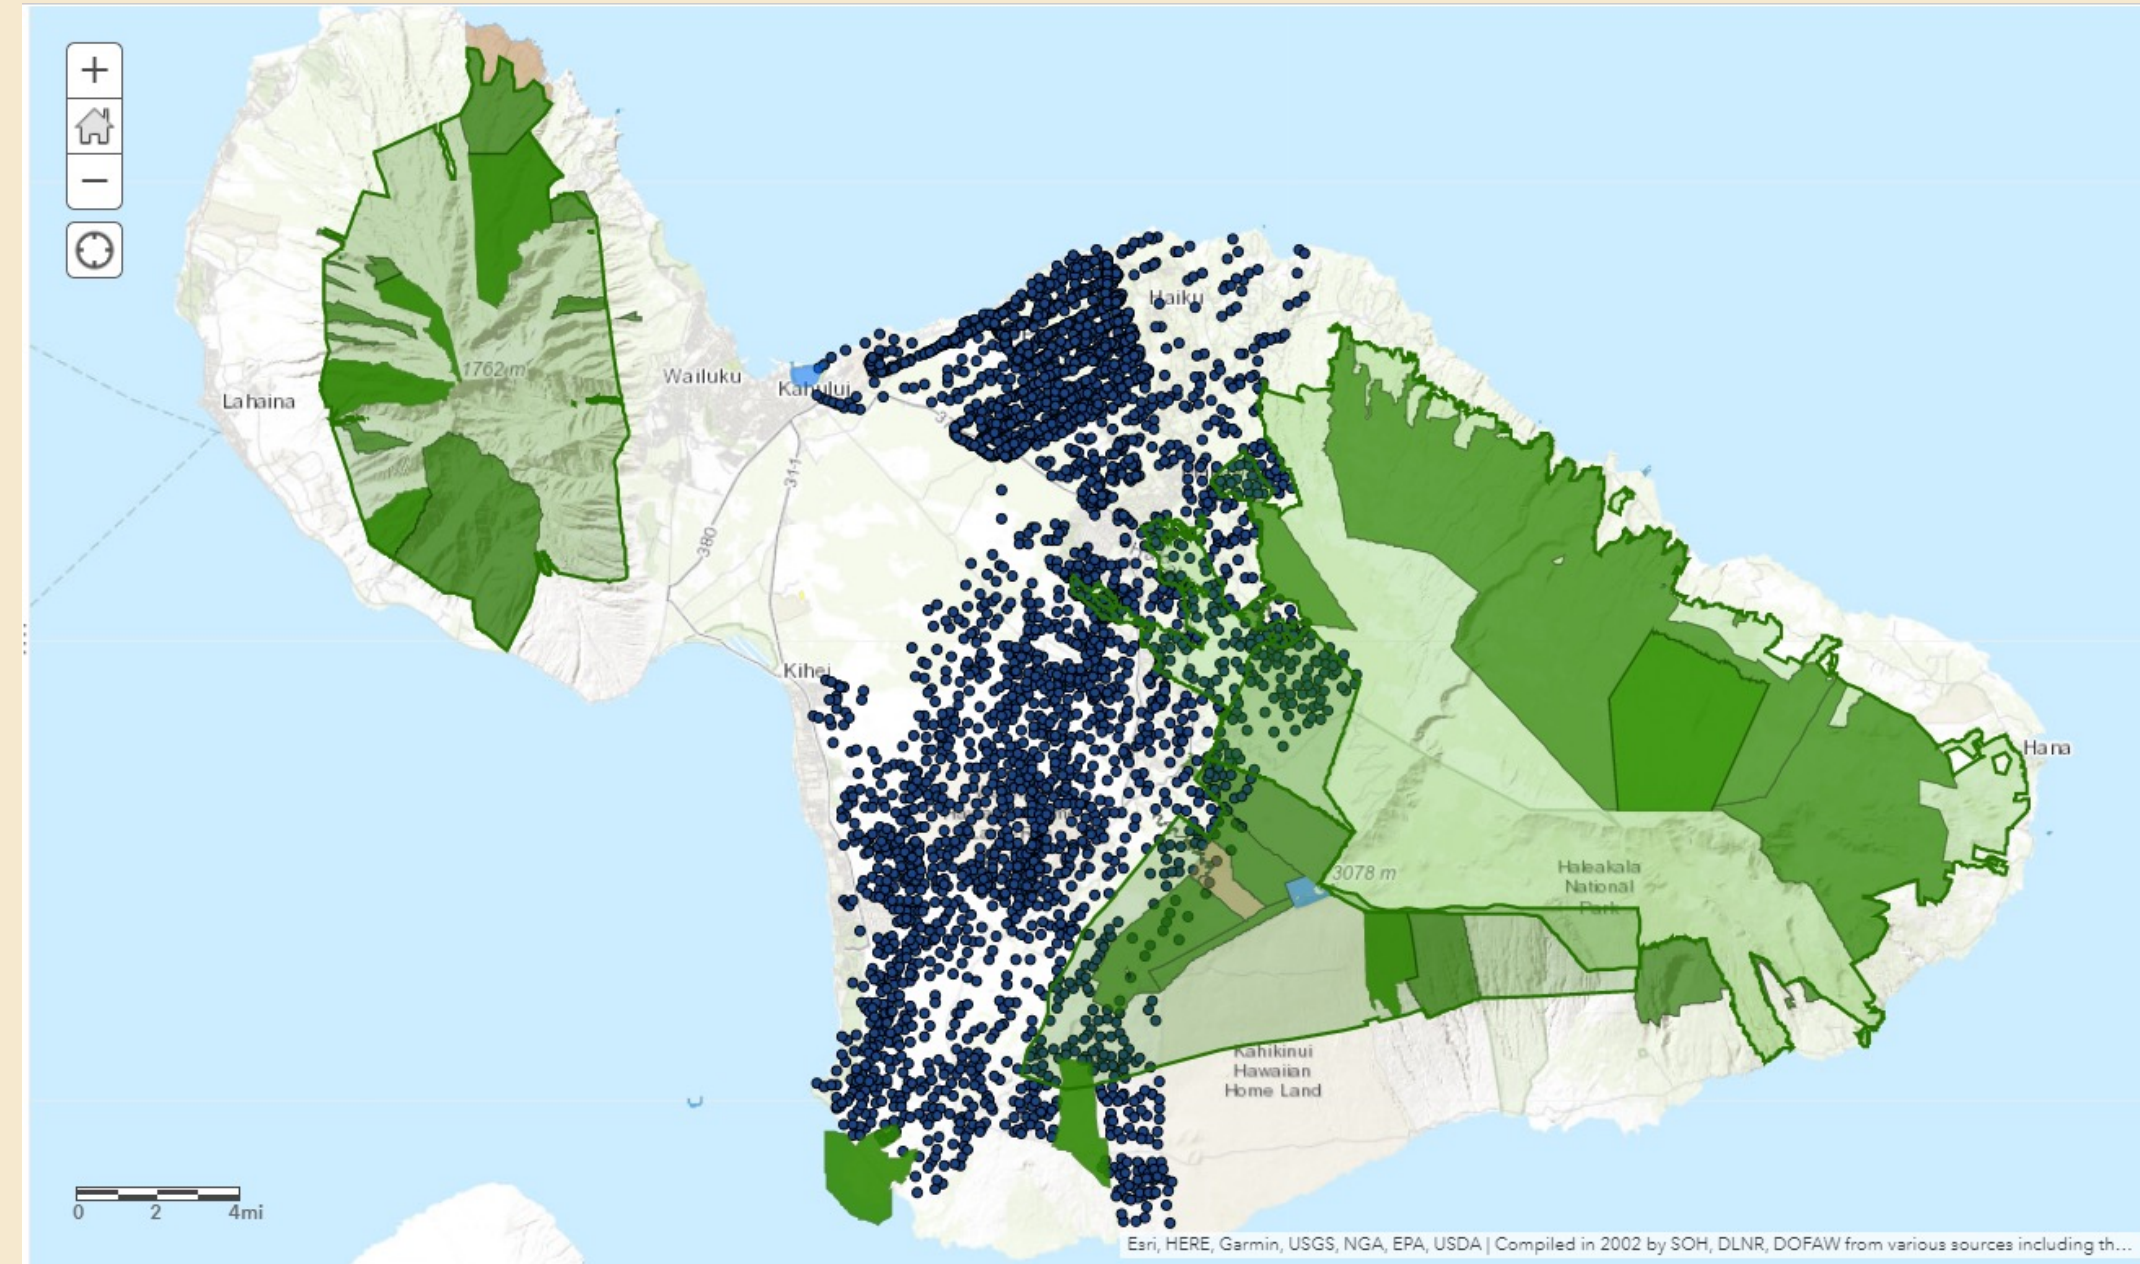 +
−
Haiku
1762 m
Wailuku
Kahului
Lahaina
311
380
Kihei
Hana
3078 m
Haleakala
National
Park
Kahikinui
Hawaiian
Home Land
0 2 4mi
Esri, HERE, Garmin, USGS, NGA, EPA, USDA | Compiled in 2002 by SOH, DLNR, DOFAW from various sources including th...